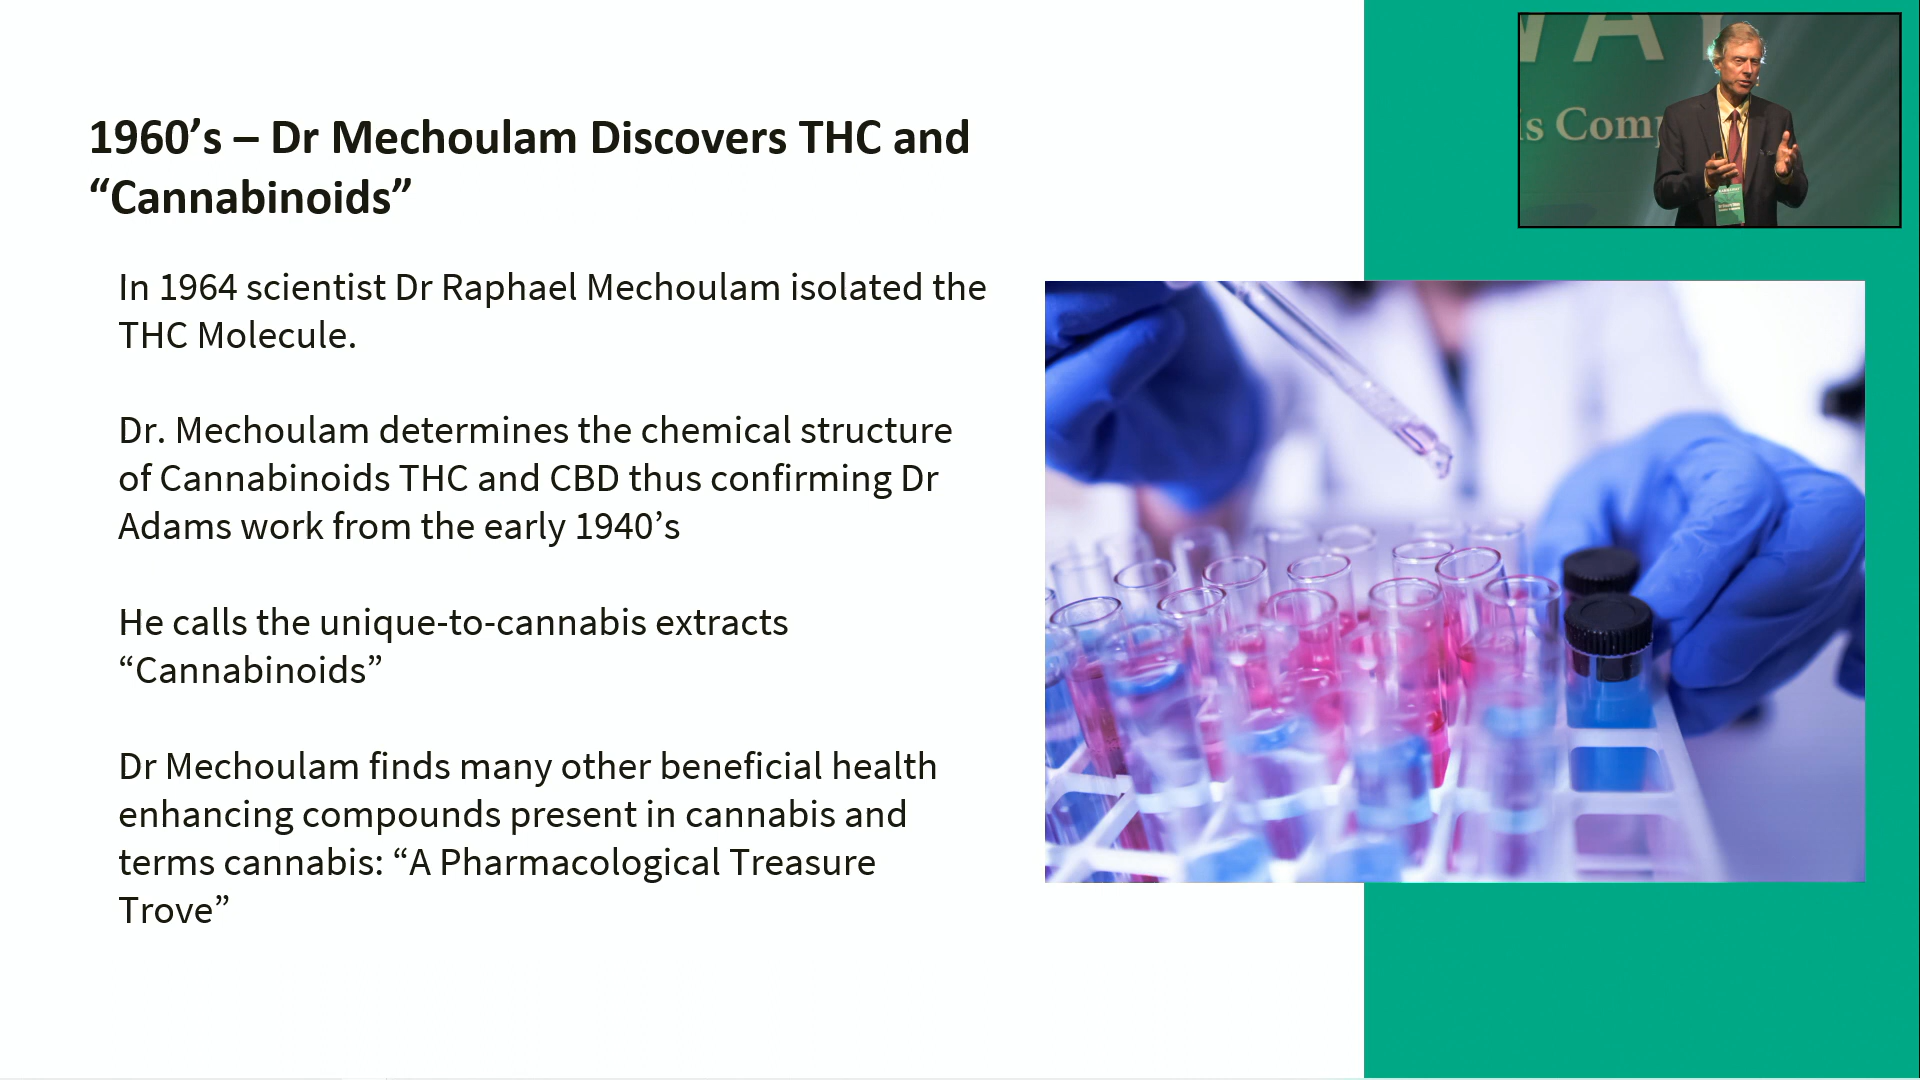 1960’s – Dr Mechoulam Discovers THC and
“Cannabinoids”
In 1964 scientist Dr Raphael Mechoulam isolated the
THC Molecule.
Dr. Mechoulam determines the chemical structure
of Cannabinoids THC and CBD thus confirming Dr
Adams work from the early 1940’s
He calls the unique-to-cannabis extracts
“Cannabinoids”
Dr Mechoulam finds many other beneficial health
enhancing compounds present in cannabis and
terms cannabis: “A Pharmacological Treasure
Trove”
WAY
is Comp